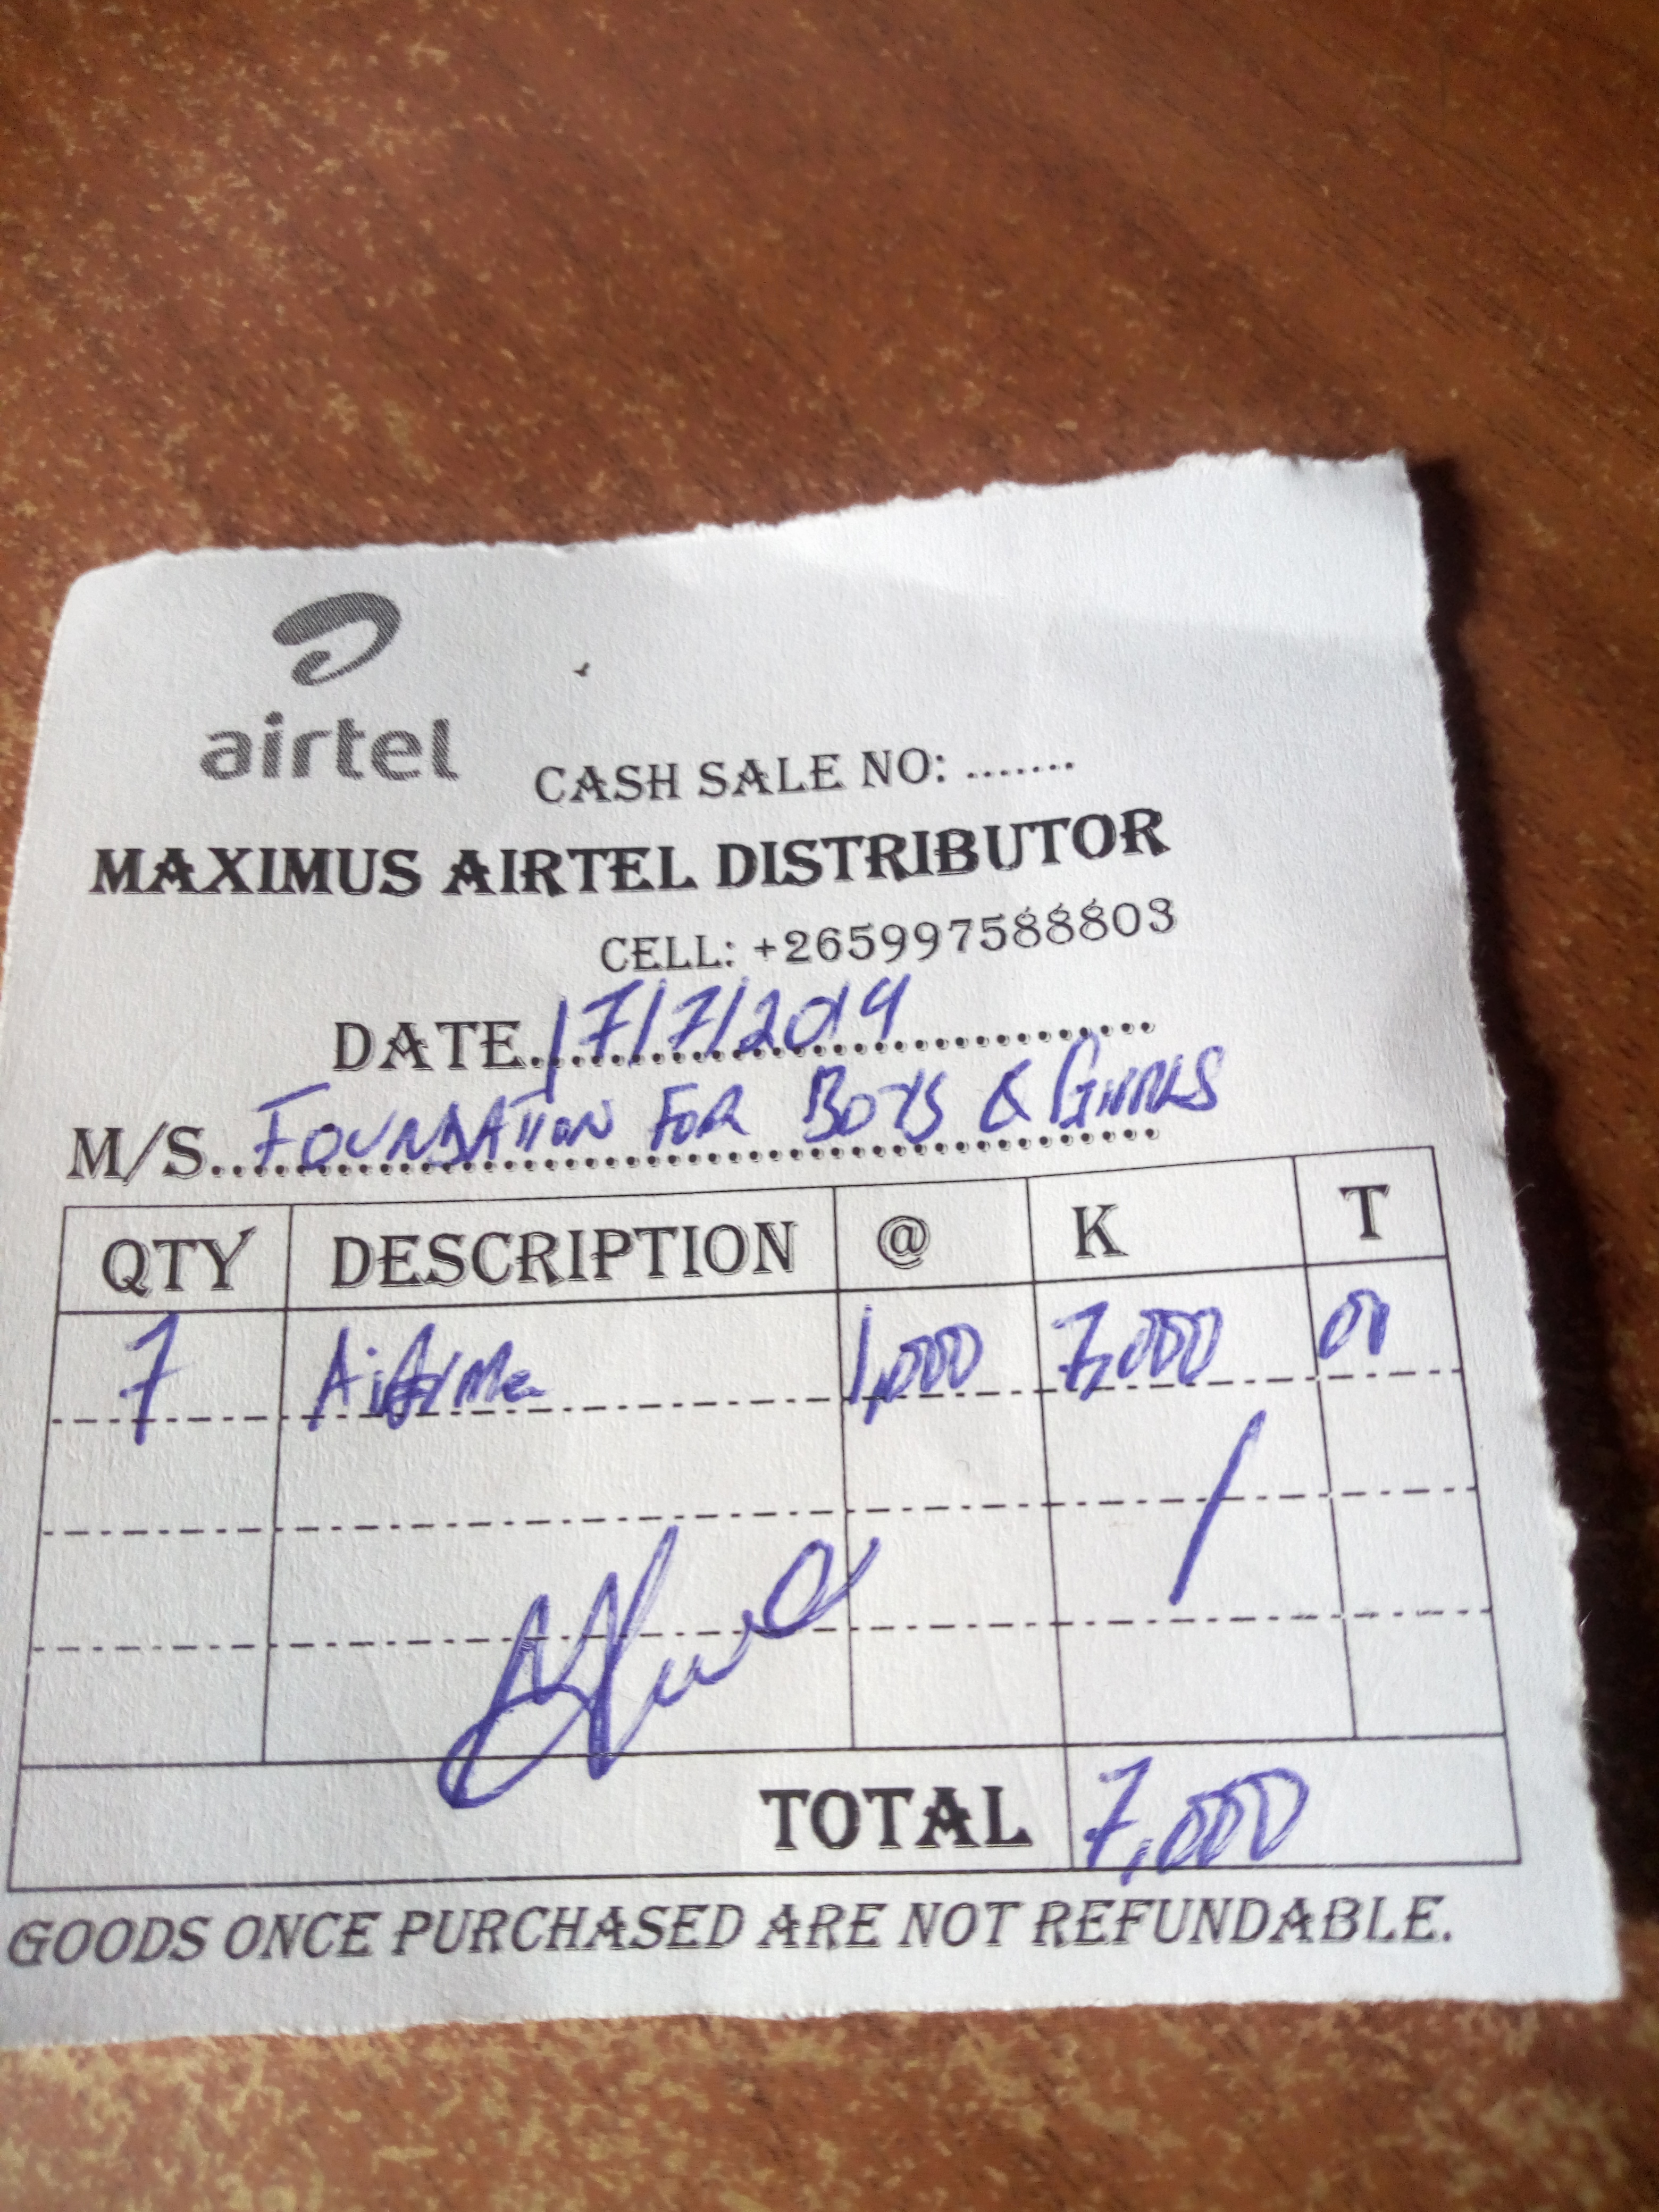 airtel
CASH SALE NO: .......
MAXIMUS AIRTEL DISTRIBUTOR
CELL: +265997588803
DATE 17/7/2019
M/S FOUNDATION FOR BOYS & GIRLS
QTY DESCRIPTION @ K T
7 Airtime 1,000 7,000 00
TOTAL 7,000
GOODS ONCE PURCHASED ARE NOT REFUNDABLE.